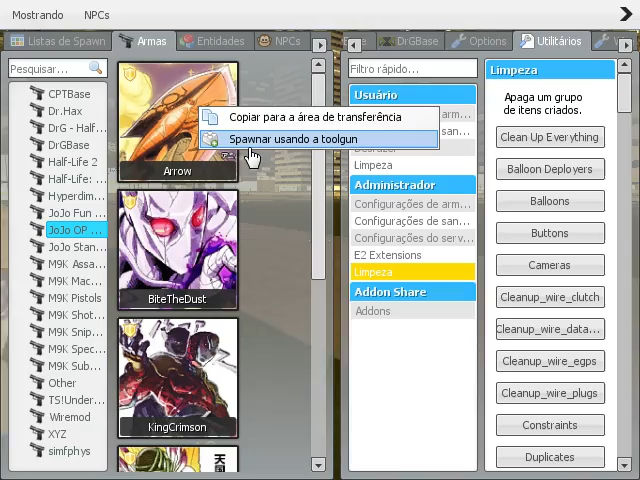 Mostrando NPCs
Listas de Spawn Armas Entidades NPCs
DrGBase Options Utilitários
Pesquisar...
CPTBase
Dr.Hax
DrG - Half...
DrGBase
Half-Life 2
Half-Life: ...
Hyperdim...
JoJo Fun ...
JoJo OP ...
JoJo Stan...
M9K Assa...
M9K Mac...
M9K Pistols
M9K Shot...
M9K Snip...
M9K Spec...
M9K Sub...
Other
TS!Under...
Wiremod
XYZ
simfphys
Copiar para a área de transferência
Spawnar usando a toolgun
Arrow
BiteTheDust
KingCrimson
Filtro rápido...
Usuário
arm...
san...
Limpeza
Administrador
Configurações de arm...
Configurações de san...
Configurações do serv...
E2 Extensions
Limpeza
Addon Share
Addons
Limpeza
Apaga um grupo
de itens criados.
Clean Up Everything
Balloon Deployers
Balloons
Buttons
Cameras
Cleanup_wire_clutch
Cleanup_wire_data...
Cleanup_wire_egps
Cleanup_wire_plugs
Constraints
Duplicates